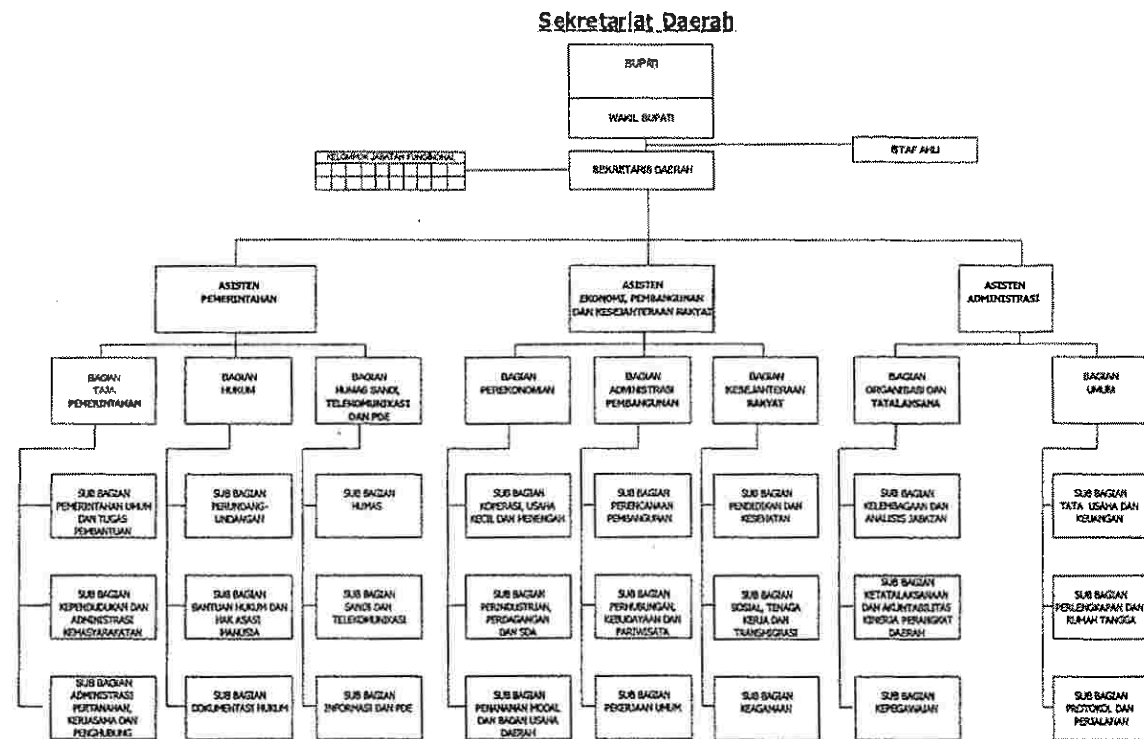 Sekretariat Daerah
BUPATI
WAKIL BUPATI
STAF AHLI
KELOMPOK JABATAN FUNGSIONAL
SEKRETARIS DAERAH
ASISTEN
PEMERINTAHAN
ASISTEN
EKONOMI, PEMBANGUNAN
DAN KESEJAHTERAAN RAKYAT
ASISTEN
ADMINISTRASI
BAGIAN
TATA
PEMERINTAHAN
BAGIAN
HUKUM
BAGIAN
HUMAS SANDI,
TELEKOMUNIKASI
DAN PDE
BAGIAN
PEREKONOMIAN
BAGIAN
ADMINISTRASI
PEMBANGUNAN
BAGIAN
KESEJAHTERAAN
RAKYAT
BAGIAN
ORGANISASI DAN
TATALAKSANA
BAGIAN
UMUM
SUB BAGIAN
PEMERINTAHAN UMUM
DAN TUGAS
PEMBANTUAN
SUB BAGIAN
PERUNDANG-
UNDANGAN
SUB BAGIAN
HUMAS
SUB BAGIAN
KOPERASI, USAHA
KECIL DAN MENENGAH
SUB BAGIAN
PERENCANAAN
PEMBANGUNAN
SUB BAGIAN
PENDIDIKAN DAN
KESEHATAN
SUB BAGIAN
KELEMBAGAAN DAN
ANALISIS JABATAN
SUB BAGIAN
TATA USAHA DAN
KEUANGAN
SUB BAGIAN
KEPENDUDUKAN DAN
ADMINISTRASI
KEMASYARAKATAN
SUB BAGIAN
BANTUAN HUKUM DAN
HAK ASASI
MANUSIA
SUB BAGIAN
SANDI DAN
TELEKOMUNIKASI
SUB BAGIAN
PERINDUSTRIAN,
PERDAGANGAN
DAN SDA
SUB BAGIAN
PERHUBUNGAN,
KEBUDAYAAN DAN
PARIWISATA
SUB BAGIAN
SOSIAL, TENAGA
KERJA DAN
TRANSMIGRASI
SUB BAGIAN
KETATALAKSANAAN
DAN AKUNTABILITAS
KINERJA PERANGKAT
DAERAH
SUB BAGIAN
PERLENGKAPAN DAN
RUMAH TANGGA
SUB BAGIAN
ADMINISTRASI
PERTANAHAN,
KERJASAMA DAN
PENGHUBUNG
SUB BAGIAN
DOKUMENTASI HUKUM
SUB BAGIAN
INFORMASI DAN PDE
SUB BAGIAN
PENANAMAN MODAL
DAN BADAN USAHA
DAERAH
SUB BAGIAN
PEKERJAAN UMUM
SUB BAGIAN
KEAGAMAAN
SUB BAGIAN
KEPEGAWAIAN
SUB BAGIAN
PROTOKOL DAN
PERJALANAN